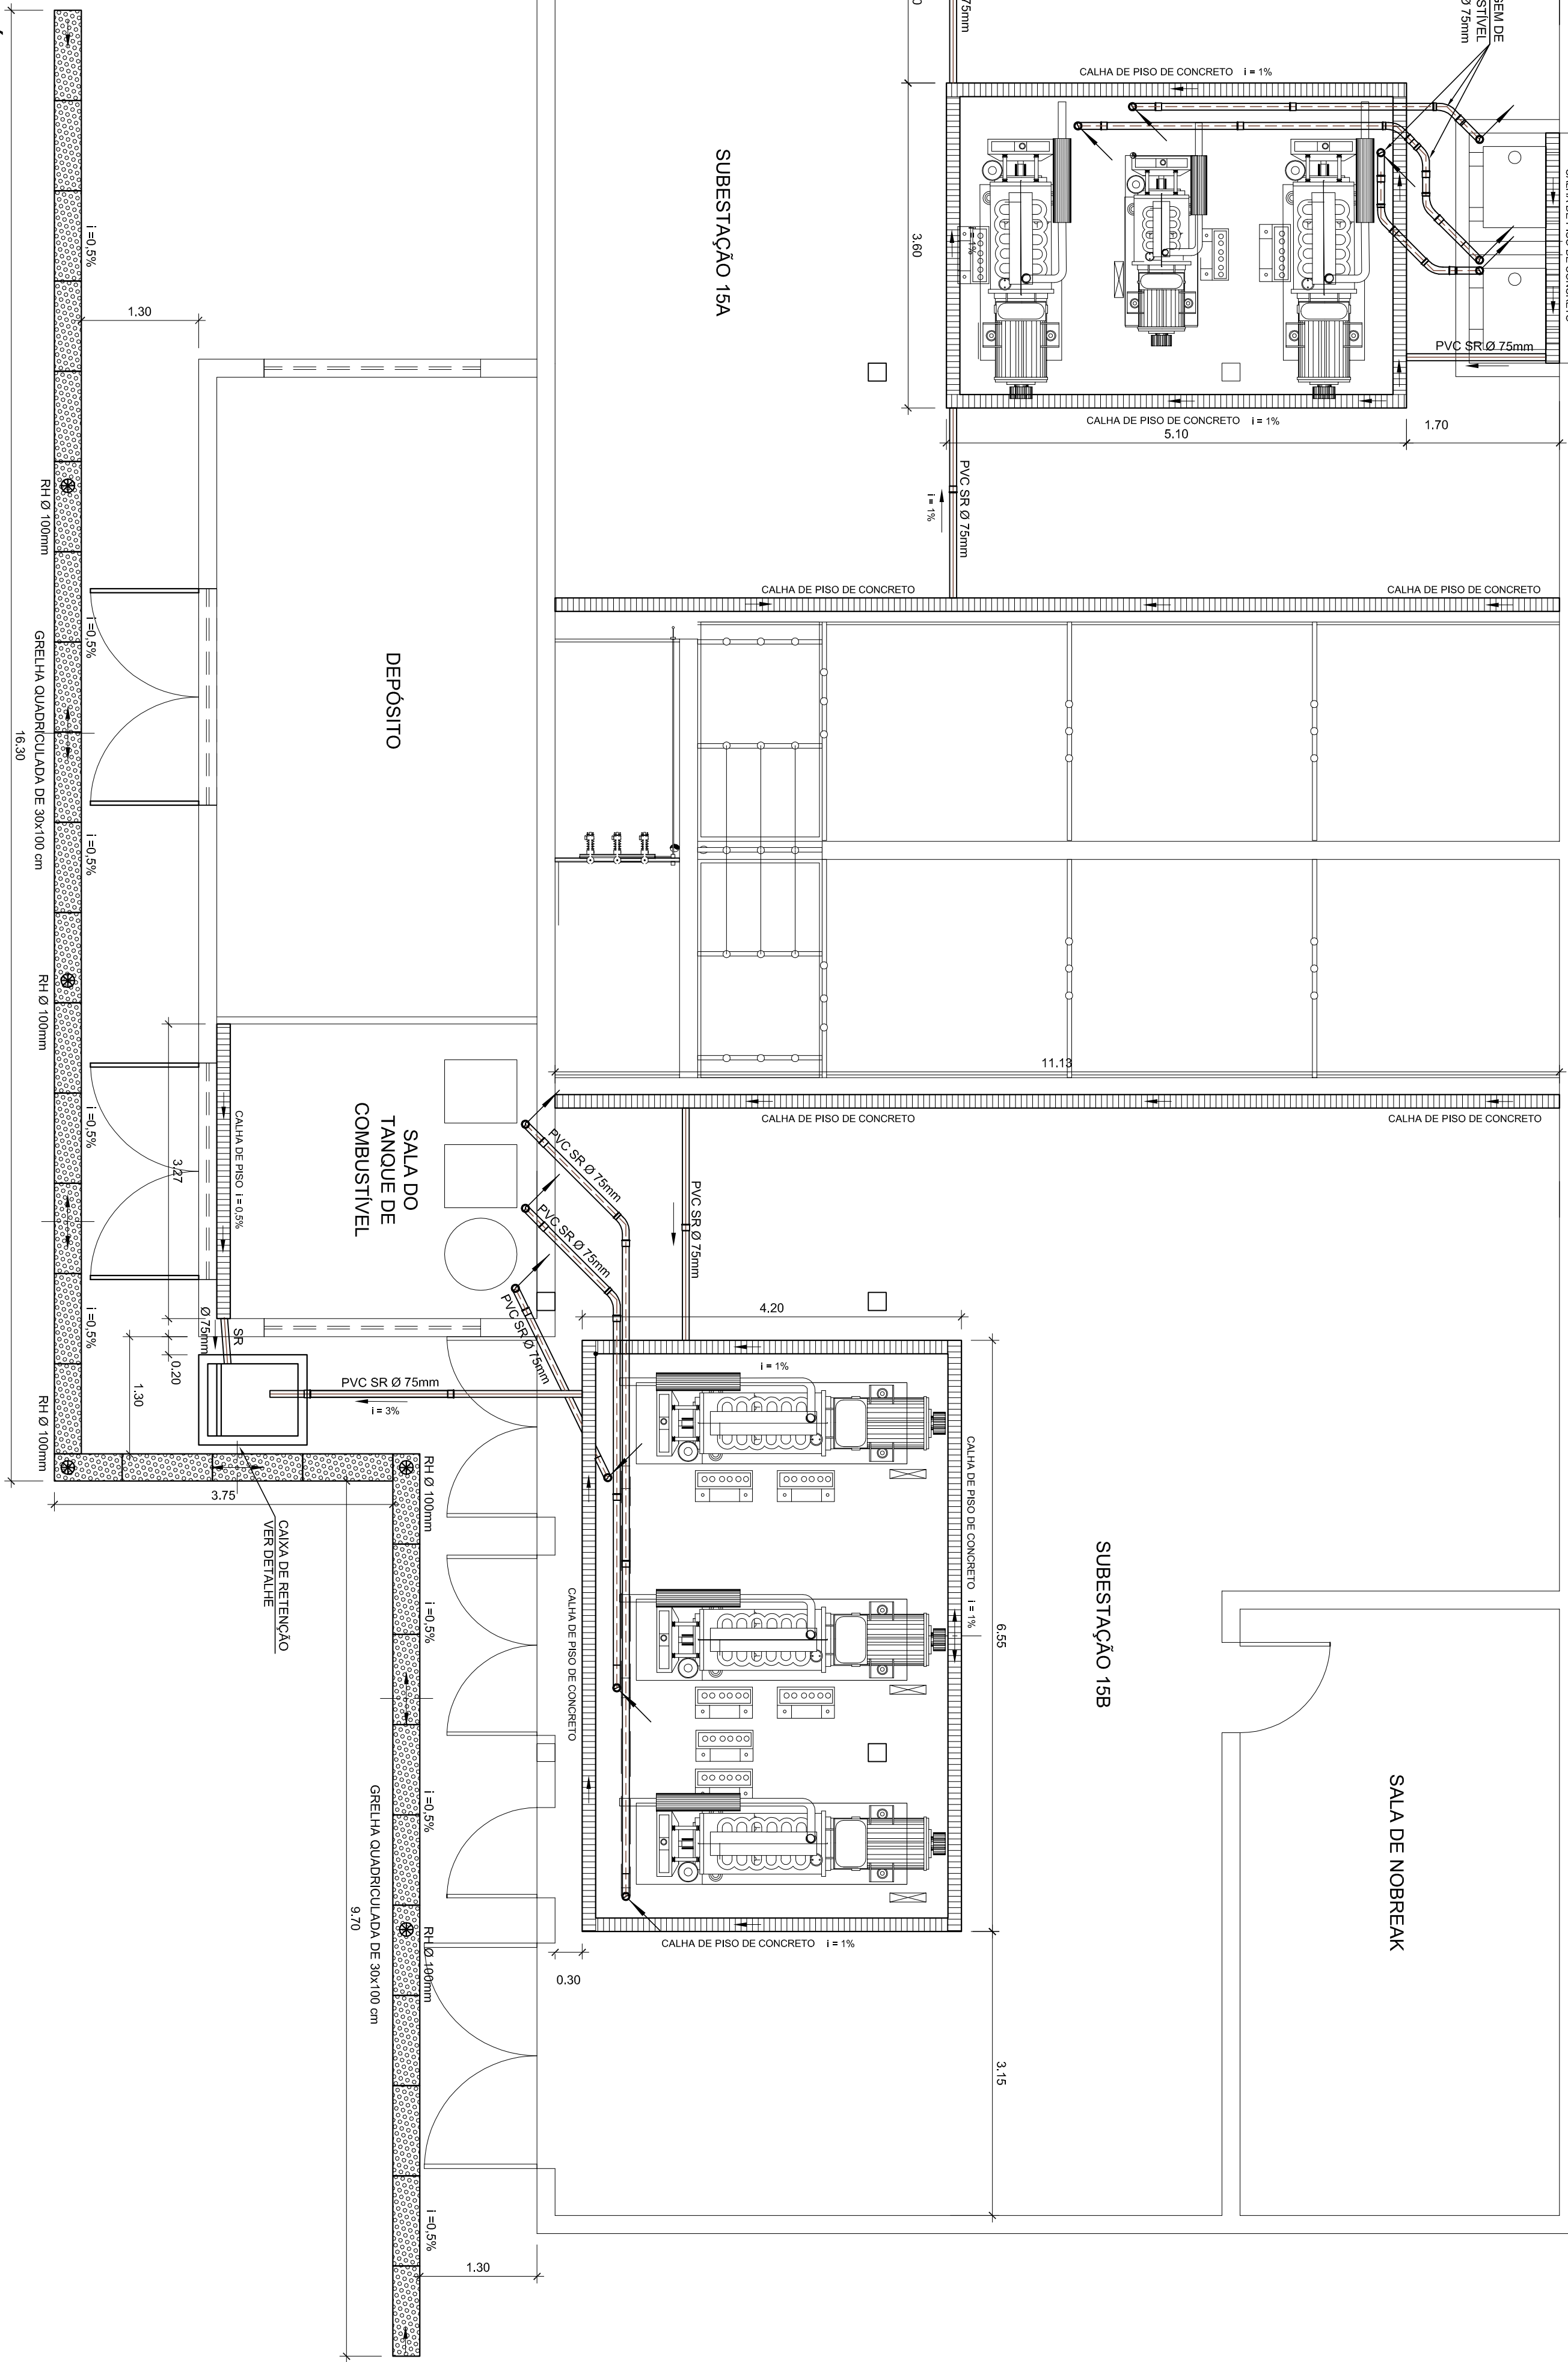 GEM DE
STÍVEL
Ø 75mm
75mm
CALHA DE PISO DE CONCRETO i = 1%
SUBESTAÇÃO 15A
3.60
i = 1%
PVC SR Ø 75mm
CALHA DE PISO DE CONCRETO i = 1%
5.10
1.70
i =0,5%
1.30
PVC SR Ø 75mm
i = 1%
RH Ø 100mm
CALHA DE PISO DE CONCRETO
CALHA DE PISO DE CONCRETO
i =0,5%
GRELHA QUADRICULADA DE 30x100 cm
16.30
DEPÓSITO
i =0,5%
RH Ø 100mm
11.13
CALHA DE PISO DE CONCRETO
CALHA DE PISO DE CONCRETO
i =0,5%
3.27
CALHA DE PISO i = 0,5%
SALA DO
TANQUE DE
COMBUSTÍVEL
PVC SR Ø 75mm
PVC SR Ø 75mm
PVC SR Ø 75mm
PVC SR Ø 75mm
4.20
i =0,5%
Ø 75mm
SR
0.20
1.30
PVC SR Ø 75mm
i = 3%
i = 1%
RH Ø 100mm
RH Ø 100mm
3.75
CAIXA DE RETENÇÃO
VER DETALHE
CALHA DE PISO DE CONCRETO i = 1%
6.55
SUBESTAÇÃO 15B
CALHA DE PISO DE CONCRETO
i =0,5%
i =0,5%
GRELHA QUADRICULADA DE 30x100 cm
9.70
RH Ø 100mm
CALHA DE PISO DE CONCRETO i = 1%
0.30
3.15
SALA DE NOBREAK
i =0,5%
1.30